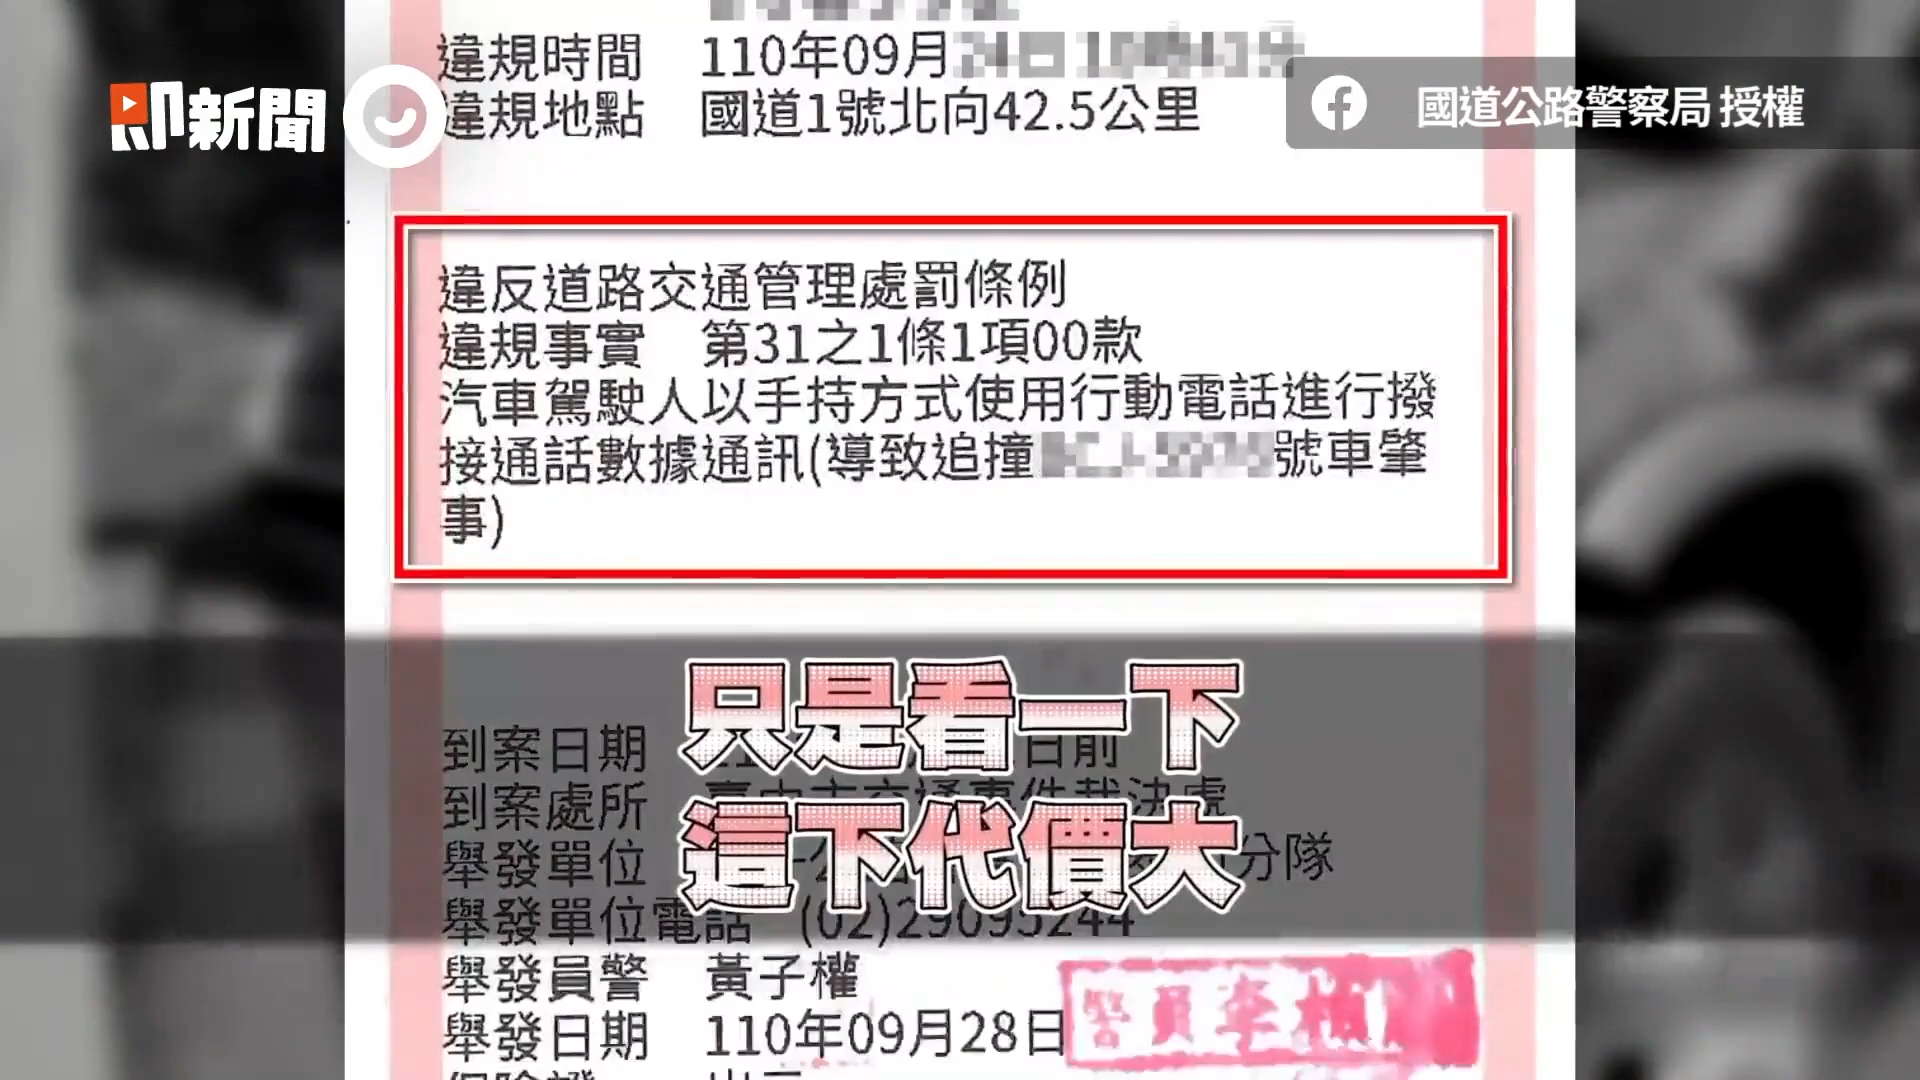 違規時間 110年09月
違規地點 國道1號北向42.5公里
即新聞
國道公路警察局 授權
違反道路交通管理處罰條例
違規事實 第31之1條1項00款
汽車駕駛人以手持方式使用行動電話進行撥
接通話數據通訊(導致追撞 號車肇
事)
只是看一下
這下代價大
到案日期 日前
到案處所
舉發單位 分隊
舉發單位電話 (02)29095244
舉發員警 黃子權
舉發日期 110年09月28日
警員李